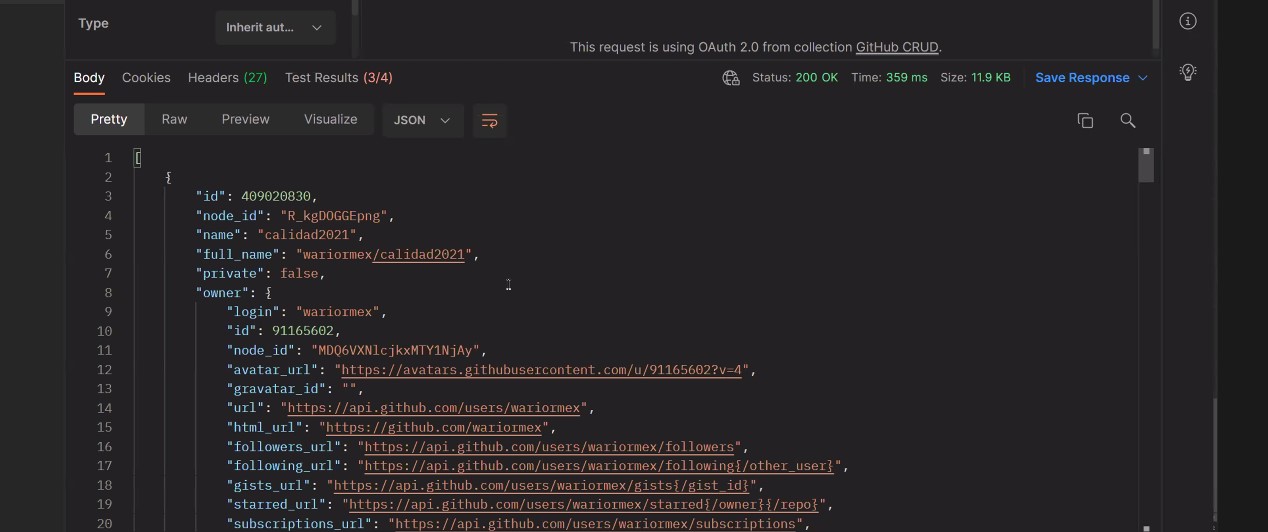 Type
Inherit aut...
This request is using OAuth 2.0 from collection GitHub CRUD.
Body Cookies Headers (27) Test Results (3/4) Status: 200 OK Time: 359 ms Size: 11.9 KB Save Response
Pretty Raw Preview Visualize JSON
1 [
2 {
3 "id": 409020830,
4 "node_id": "R_kgDOGGEpng",
5 "name": "calidad2021",
6 "full_name": "wariormex/calidad2021",
7 "private": false,
8 "owner": {
9 "login": "wariormex",
10 "id": 91165602,
11 "node_id": "MDQ6VXNlcjkxMTY1NjAy",
12 "avatar_url": "https://avatars.githubusercontent.com/u/91165602?v=4",
13 "gravatar_id": "",
14 "url": "https://api.github.com/users/wariormex",
15 "html_url": "https://github.com/wariormex",
16 "followers_url": "https://api.github.com/users/wariormex/followers",
17 "following_url": "https://api.github.com/users/wariormex/following{/other_user}",
18 "gists_url": "https://api.github.com/users/wariormex/gists{/gist_id}",
19 "starred_url": "https://api.github.com/users/wariormex/starred{/owner}{/repo}",
20 "subscriptions_url": "https://api.github.com/users/wariormex/subscriptions",